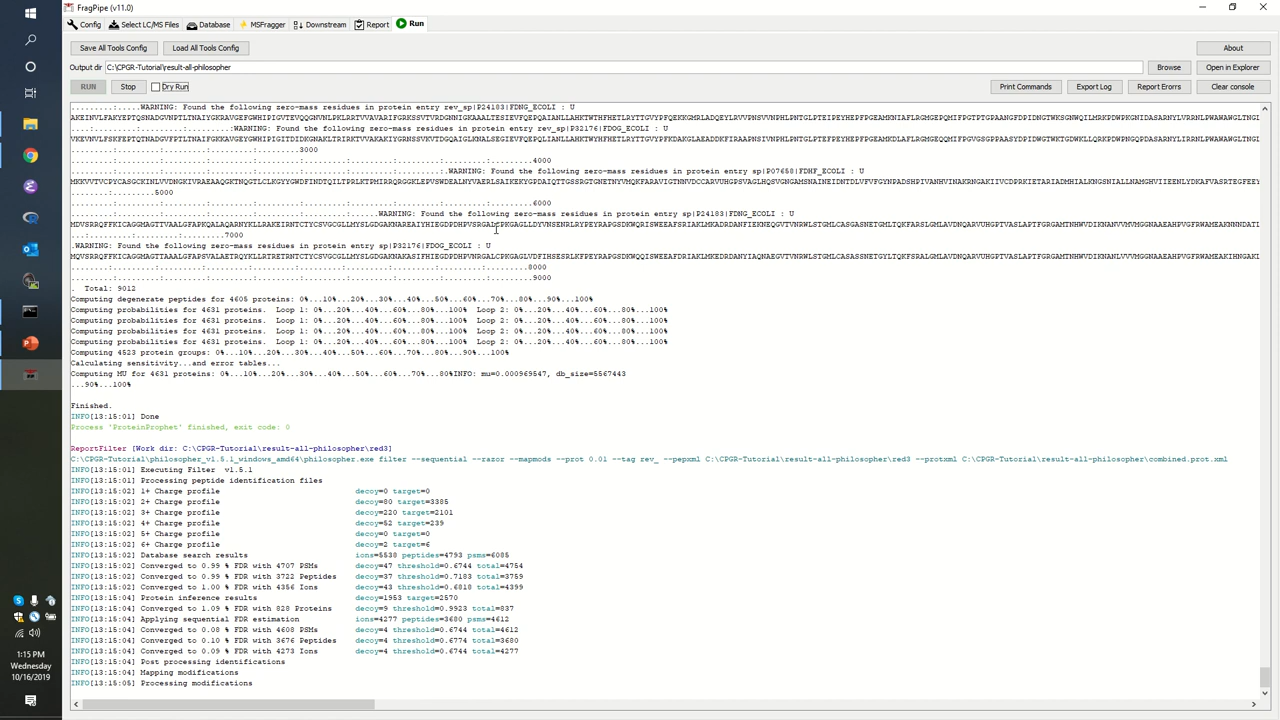 FragPipe (v11.0)
Config Select LC/MS Files Database MSFragger Downstream Report Run
Save All Tools Config Load All Tools Config About
Output dir C:\CPGR-Tutorial\result-all-philosopher Browse Open in Explorer
RUN Stop Dry Run Print Commands Export Log Report Errors Clear console
.........:.....WARNING: Found the following zero-mass residues in protein entry rev_sp|P24183|FDNG_ECOLI : U
....:.........:.........:.........:WARNING: Found the following zero-mass residues in protein entry rev_sp|P32176|FDOG_ECOLI : U
.........:.........:.........:.........:.........3000
.........:.........:.........:.........:.........:.........:.........:.........:.........:.........4000
.........:.........:.........:.........:.........:.........:.........:.........:.WARNING: Found the following zero-mass residues in protein entry sp|P07658|FDHF_ECOLI : U
.........:.........5000
.........:.........:.........:.........:.........:.........:.........:.........:.........:.........6000
.........:.........:.........:.........:.........:.........:.........WARNING: Found the following zero-mass residues in protein entry sp|P24183|FDNG_ECOLI : U
.........:.........:.........:.........7000
.WARNING: Found the following zero-mass residues in protein entry sp|P32176|FDOG_ECOLI : U
.........:.........:.........:.........:.........:.........:.........:.........:.........:.........8000
.........:.........:.........:.........:.........:.........:.........:.........:.........:.........9000
. Total: 9012
Computing degenerate peptides for 4605 proteins: 0%...10%...20%...30%...40%...50%...60%...70%...80%...90%...100%
Computing probabilities for 4631 proteins. Loop 1: 0%...20%...40%...60%...80%...100% Loop 2: 0%...20%...40%...60%...80%...100%
Computing probabilities for 4631 proteins. Loop 1: 0%...20%...40%...60%...80%...100% Loop 2: 0%...20%...40%...60%...80%...100%
Computing probabilities for 4631 proteins. Loop 1: 0%...20%...40%...60%...80%...100% Loop 2: 0%...20%...40%...60%...80%...100%
Computing probabilities for 4631 proteins. Loop 1: 0%...20%...40%...60%...80%...100% Loop 2: 0%...20%...40%...60%...80%...100%
Computing 4523 protein groups: 0%...10%...20%...30%...40%...50%...60%...70%...80%...90%...100%
Calculating sensitivity...and error tables...
Computing MU for 4631 proteins: 0%...10%...20%...30%...40%...50%...60%...70%...80%INFO: mu=0.000969547, db_size=5567443
...90%...100%
Finished.
INFO[13:15:01] Done
Process 'ProteinProphet' finished, exit code: 0
ReportFilter [Work dir: C:\CPGR-Tutorial\result-all-philosopher\red3]
C:\CPGR-Tutorial\philosopher_v1.5.1_windows_amd64\philosopher.exe filter --sequential --razor --mapmods --prot 0.01 --tag rev_ --pepxml C:\CPGR-Tutorial\result-all-philosopher\red3 --protxml C:\CPGR-Tutorial\result-all-philosopher\combined.prot.xml
INFO[13:15:01] Executing Filter v1.5.1
INFO[13:15:01] Processing peptide identification files
INFO[13:15:02] 1+ Charge profile decoy=0 target=0
INFO[13:15:02] 2+ Charge profile decoy=80 target=3385
INFO[13:15:02] 3+ Charge profile decoy=220 target=2101
INFO[13:15:02] 4+ Charge profile decoy=52 target=239
INFO[13:15:02] 5+ Charge profile decoy=0 target=0
INFO[13:15:02] 6+ Charge profile decoy=2 target=6
INFO[13:15:02] Database search results ions=5538 peptides=4793 psms=6085
INFO[13:15:02] Converged to 0.99 % FDR with 4707 PSMs decoy=47 threshold=0.6744 total=4754
INFO[13:15:02] Converged to 0.99 % FDR with 3722 Peptides decoy=37 threshold=0.7183 total=3759
INFO[13:15:02] Converged to 1.00 % FDR with 4356 Ions decoy=43 threshold=0.6818 total=4399
INFO[13:15:04] Protein inference results decoy=1953 target=2570
INFO[13:15:04] Converged to 1.09 % FDR with 828 Proteins decoy=9 threshold=0.9923 total=837
INFO[13:15:04] Applying sequential FDR estimation ions=4277 peptides=3680 psms=4612
INFO[13:15:04] Converged to 0.08 % FDR with 4608 PSMs decoy=4 threshold=0.6744 total=4612
INFO[13:15:04] Converged to 0.10 % FDR with 3676 Peptides decoy=4 threshold=0.6774 total=3680
INFO[13:15:04] Converged to 0.09 % FDR with 4273 Ions decoy=4 threshold=0.6744 total=4277
INFO[13:15:04] Post processing identifications
INFO[13:15:04] Mapping modifications
INFO[13:15:05] Processing modifications
1:15 PM
Wednesday
10/16/2019